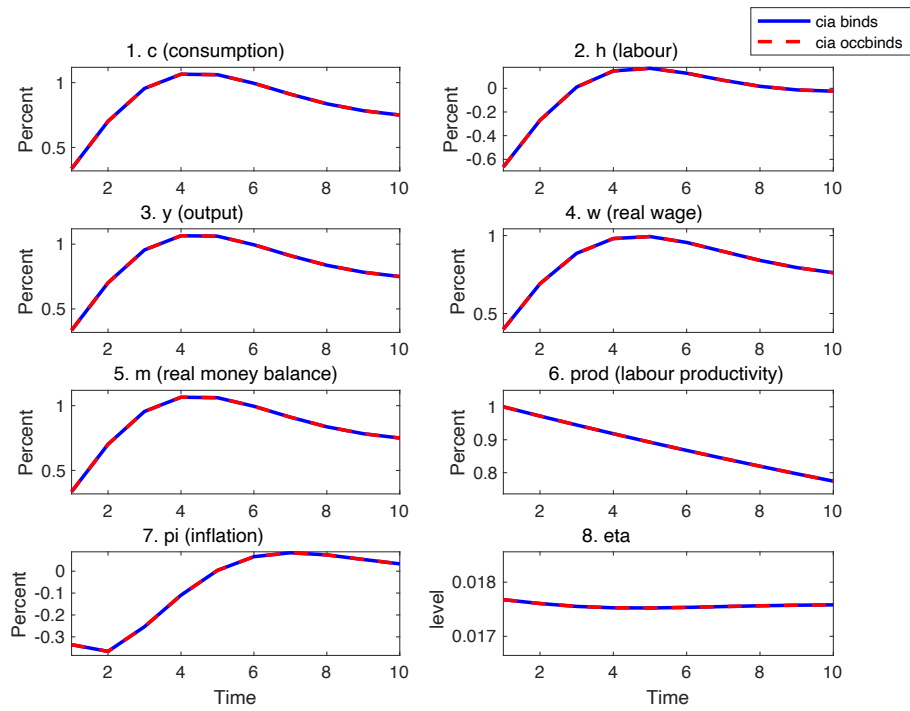 cia binds
cia occbinds
1. c (consumption)
Percent
1
0.5
2 4 6 8 10
2. h (labour)
Percent
0
-0.2
-0.4
-0.6
2 4 6 8 10
3. y (output)
Percent
1
0.5
2 4 6 8 10
4. w (real wage)
Percent
1
0.5
2 4 6 8 10
5. m (real money balance)
Percent
1
0.5
2 4 6 8 10
6. prod (labour productivity)
Percent
1
0.9
0.8
2 4 6 8 10
7. pi (inflation)
Percent
0
-0.1
-0.2
-0.3
2 4 6 8 10
Time
8. eta
level
0.018
0.017
2 4 6 8 10
Time